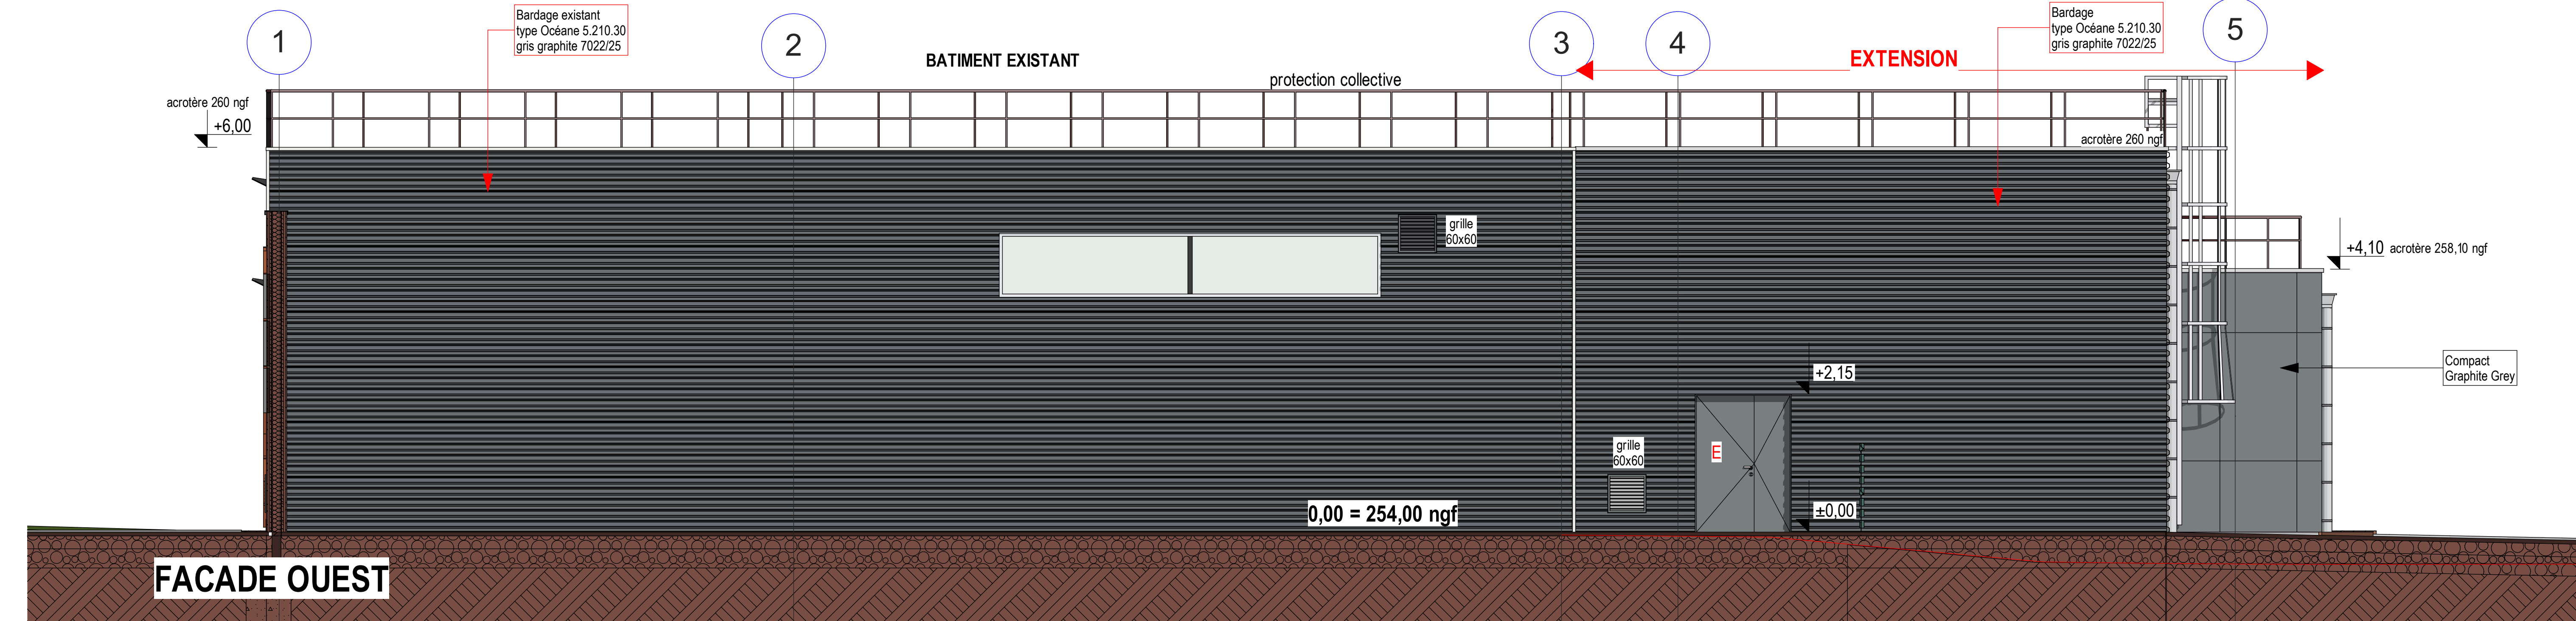 1
Bardage existant
type Océane 5.210.30
gris graphite 7022/25
2
BATIMENT EXISTANT
3
4
EXTENSION
Bardage
type Océane 5.210.30
gris graphite 7022/25
5
protection collective
acrotère 260 ngf
+6,00
acrotère 260 ngf
grille
60x60
+4,10 acrotère 258,10 ngf
+2,15
Compact
Graphite Grey
E
grille
60x60
0,00 = 254,00 ngf
±0,00
FACADE OUEST